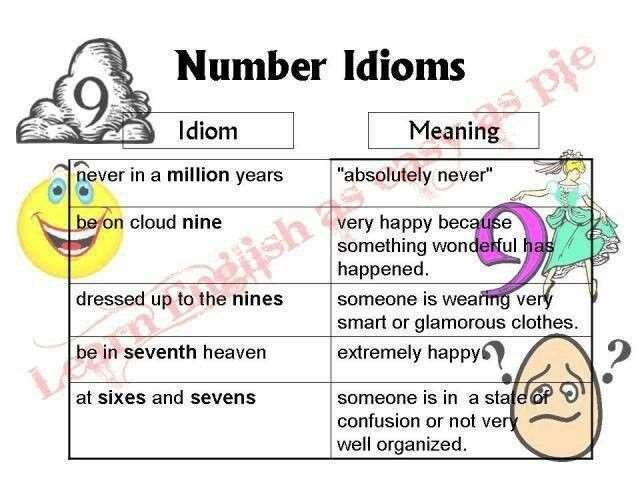 Number Idioms
9
Idiom
Meaning
never in a million years
"absolutely never"
be on cloud nine
very happy because
something wonderful has
happened.
dressed up to the nines
someone is wearing very
smart or glamorous clothes.
be in seventh heaven
extremely happy
at sixes and sevens
someone is in a state of
confusion or not very
well organized.
9
? ?
Learn English as easy as pie